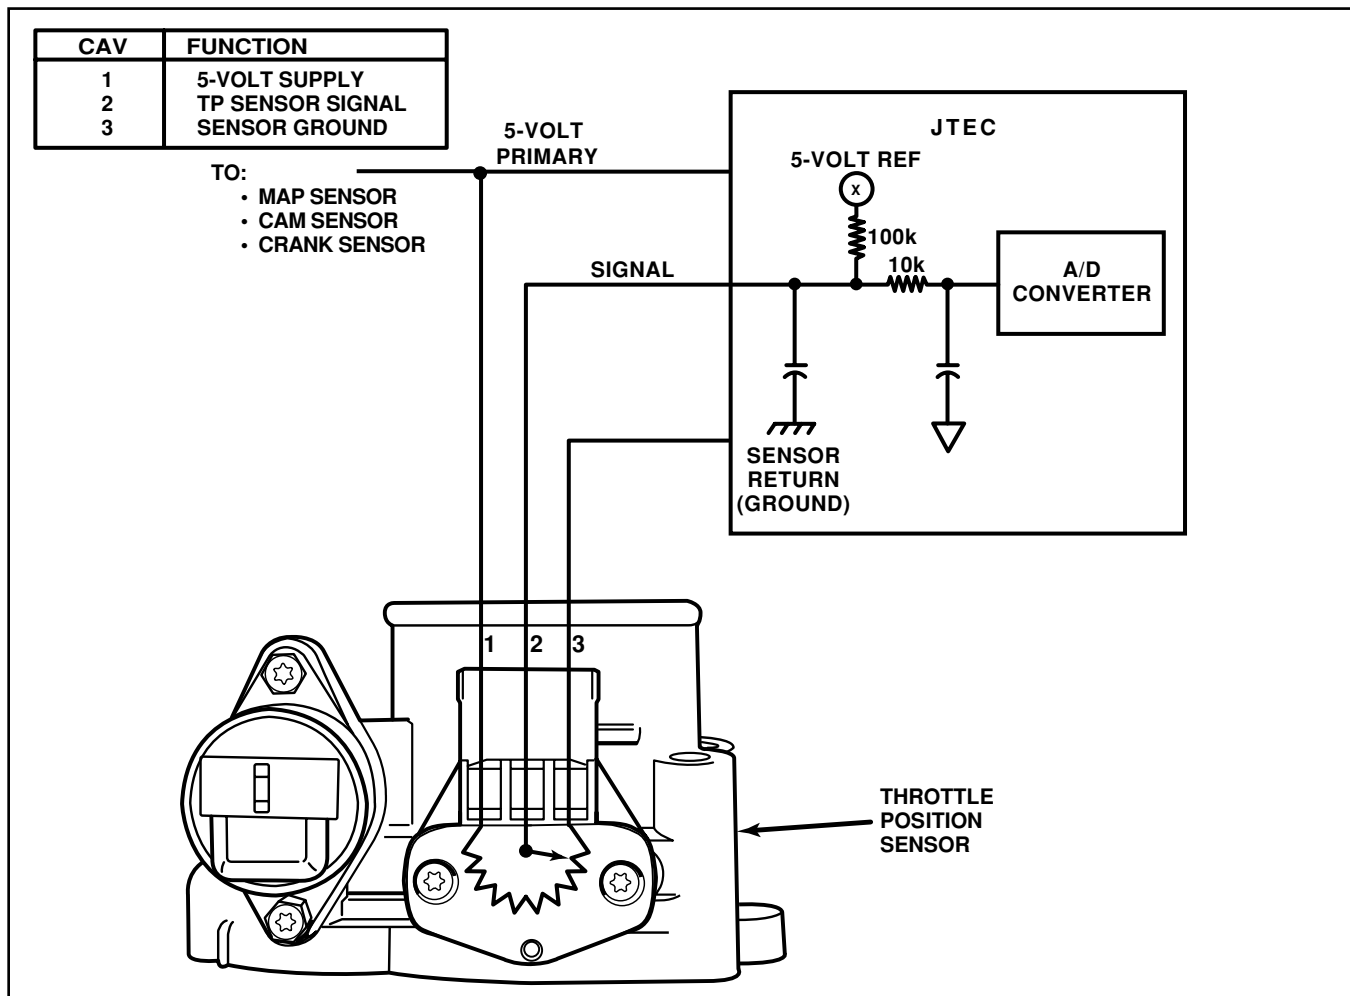 CAV FUNCTION
1 5-VOLT SUPPLY
2 TP SENSOR SIGNAL
3 SENSOR GROUND
TO:
• MAP SENSOR
• CAM SENSOR
• CRANK SENSOR
5-VOLT
PRIMARY
JTEC
5-VOLT REF
X
100k
10k
A/D
CONVERTER
SIGNAL
SENSOR
RETURN
(GROUND)
1 2 3
THROTTLE
POSITION
SENSOR